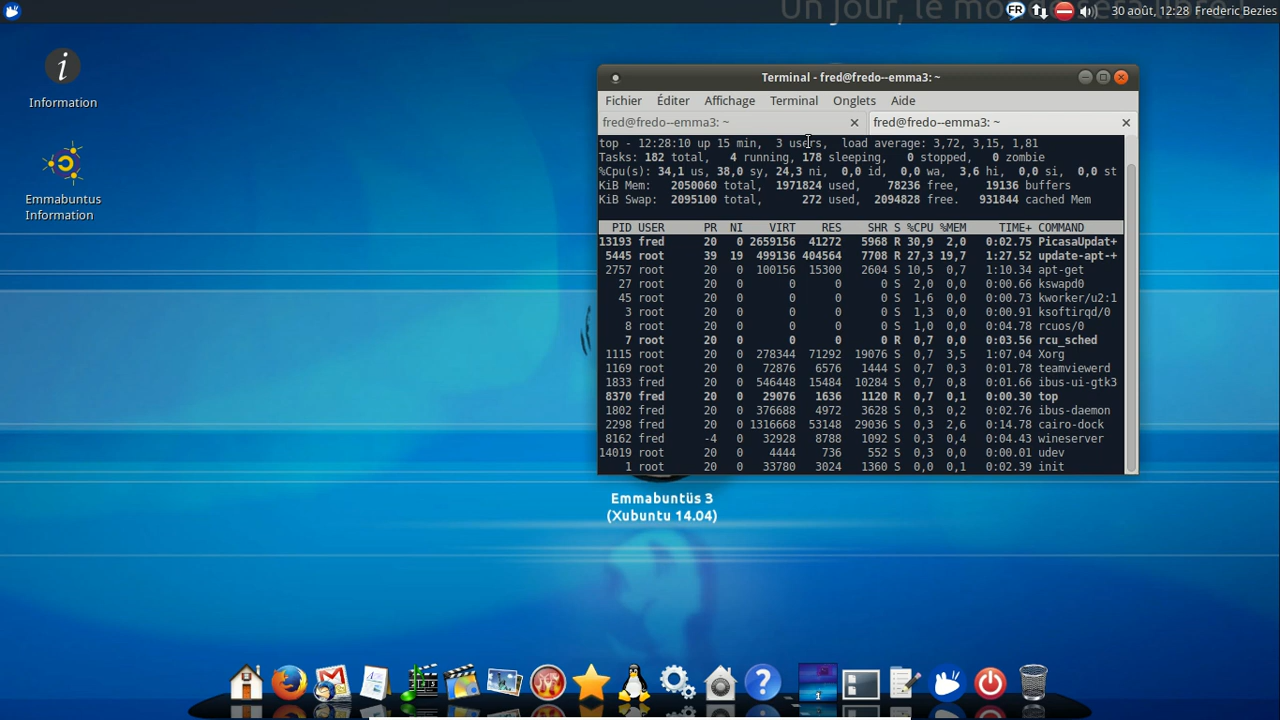 Un jour, le monde sera libre !
FR
30 août, 12:28 Frederic Bezies
Information
Emmabuntus
Information
Terminal - fred@fredo--emma3: ~
Fichier Éditer Affichage Terminal Onglets Aide
fred@fredo--emma3: ~ fred@fredo--emma3: ~
top - 12:28:10 up 15 min, 3 users, load average: 3,72, 3,15, 1,81
Tasks: 182 total, 4 running, 178 sleeping, 0 stopped, 0 zombie
%Cpu(s): 34,1 us, 38,0 sy, 24,3 ni, 0,0 id, 0,0 wa, 3,6 hi, 0,0 si, 0,0 st
KiB Mem: 2050060 total, 1971824 used, 78236 free, 19136 buffers
KiB Swap: 2095100 total, 272 used, 2094828 free. 931844 cached Mem
PID USER PR NI VIRT RES SHR S %CPU %MEM TIME+ COMMAND
13193 fred 20 0 2659156 41272 5968 R 30,9 2,0 0:02.75 PicasaUpdat+
5445 root 39 19 499136 404564 7708 R 27,3 19,7 1:27.52 update-apt-+
2757 root 20 0 100156 15300 2604 S 10,5 0,7 1:10.34 apt-get
27 root 20 0 0 0 0 S 2,0 0,0 0:00.66 kswapd0
45 root 20 0 0 0 0 S 1,6 0,0 0:00.73 kworker/u2:1
3 root 20 0 0 0 0 S 1,3 0,0 0:00.91 ksoftirqd/0
8 root 20 0 0 0 0 S 1,0 0,0 0:04.78 rcuos/0
7 root 20 0 0 0 0 R 0,7 0,0 0:03.56 rcu_sched
1115 root 20 0 278344 71292 19076 S 0,7 3,5 1:07.04 Xorg
1169 root 20 0 72876 6576 1444 S 0,7 0,3 0:01.78 teamviewerd
1833 fred 20 0 546448 15484 10284 S 0,7 0,8 0:01.66 ibus-ui-gtk3
8370 fred 20 0 29076 1636 1120 R 0,7 0,1 0:00.30 top
1802 fred 20 0 376688 4972 3628 S 0,3 0,2 0:02.76 ibus-daemon
2298 fred 20 0 1316668 53148 29036 S 0,3 2,6 0:14.78 cairo-dock
8162 fred -4 0 32928 8788 1092 S 0,3 0,4 0:04.43 wineserver
14019 root 20 0 4444 736 552 S 0,3 0,0 0:00.01 udev
1 root 20 0 33780 3024 1360 S 0,0 0,1 0:02.39 init
Emmabuntüs 3
(Xubuntu 14.04)
1